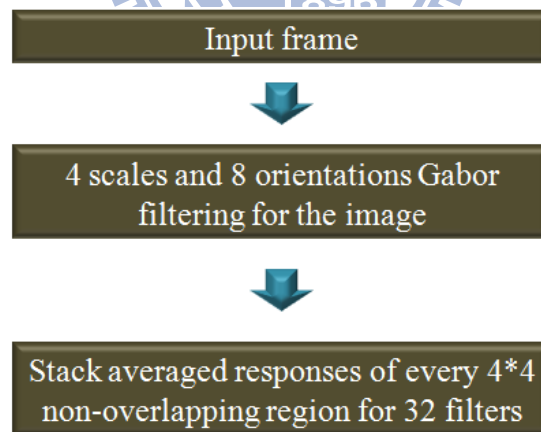 Input frame
4 scales and 8 orientations Gabor
filtering for the image
Stack averaged responses of every 4*4
non-overlapping region for 32 filters